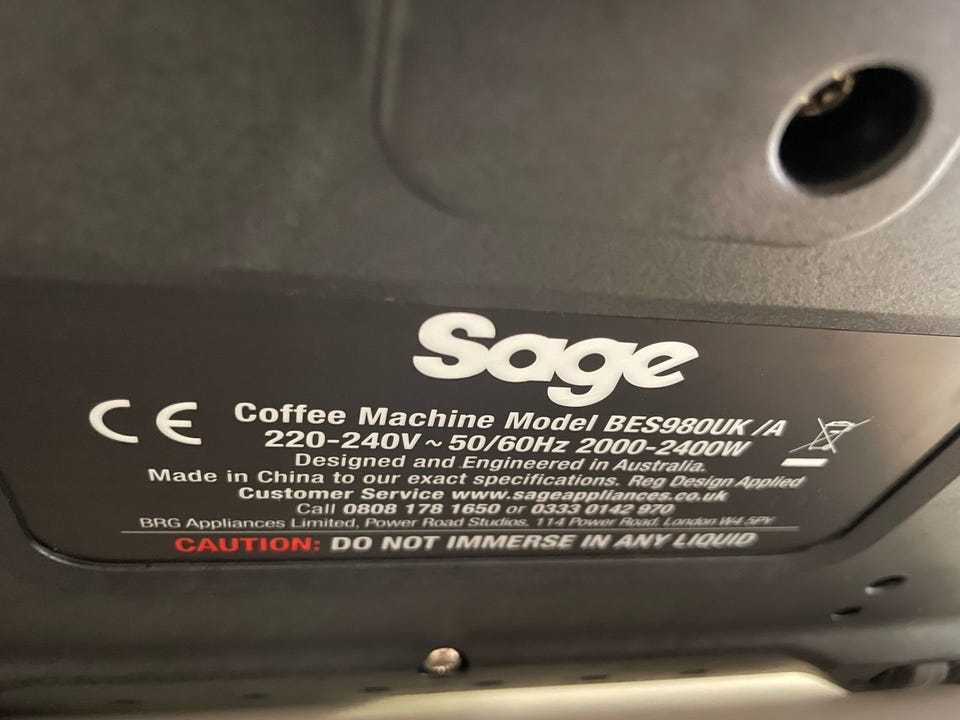 Sage
CE
Coffee Machine Model BES980UK /A
220-240V ~ 50/60Hz 2000-2400W
Designed and Engineered in Australia.
Made in China to our exact specifications. Reg Design Applied
Customer Service www.sageappliances.co.uk
Call 0808 178 1650 or 0333 0142 970
BRG Appliances Limited, Power Road Studios, 114 Power Road, London W4 5PY
CAUTION: DO NOT IMMERSE IN ANY LIQUID